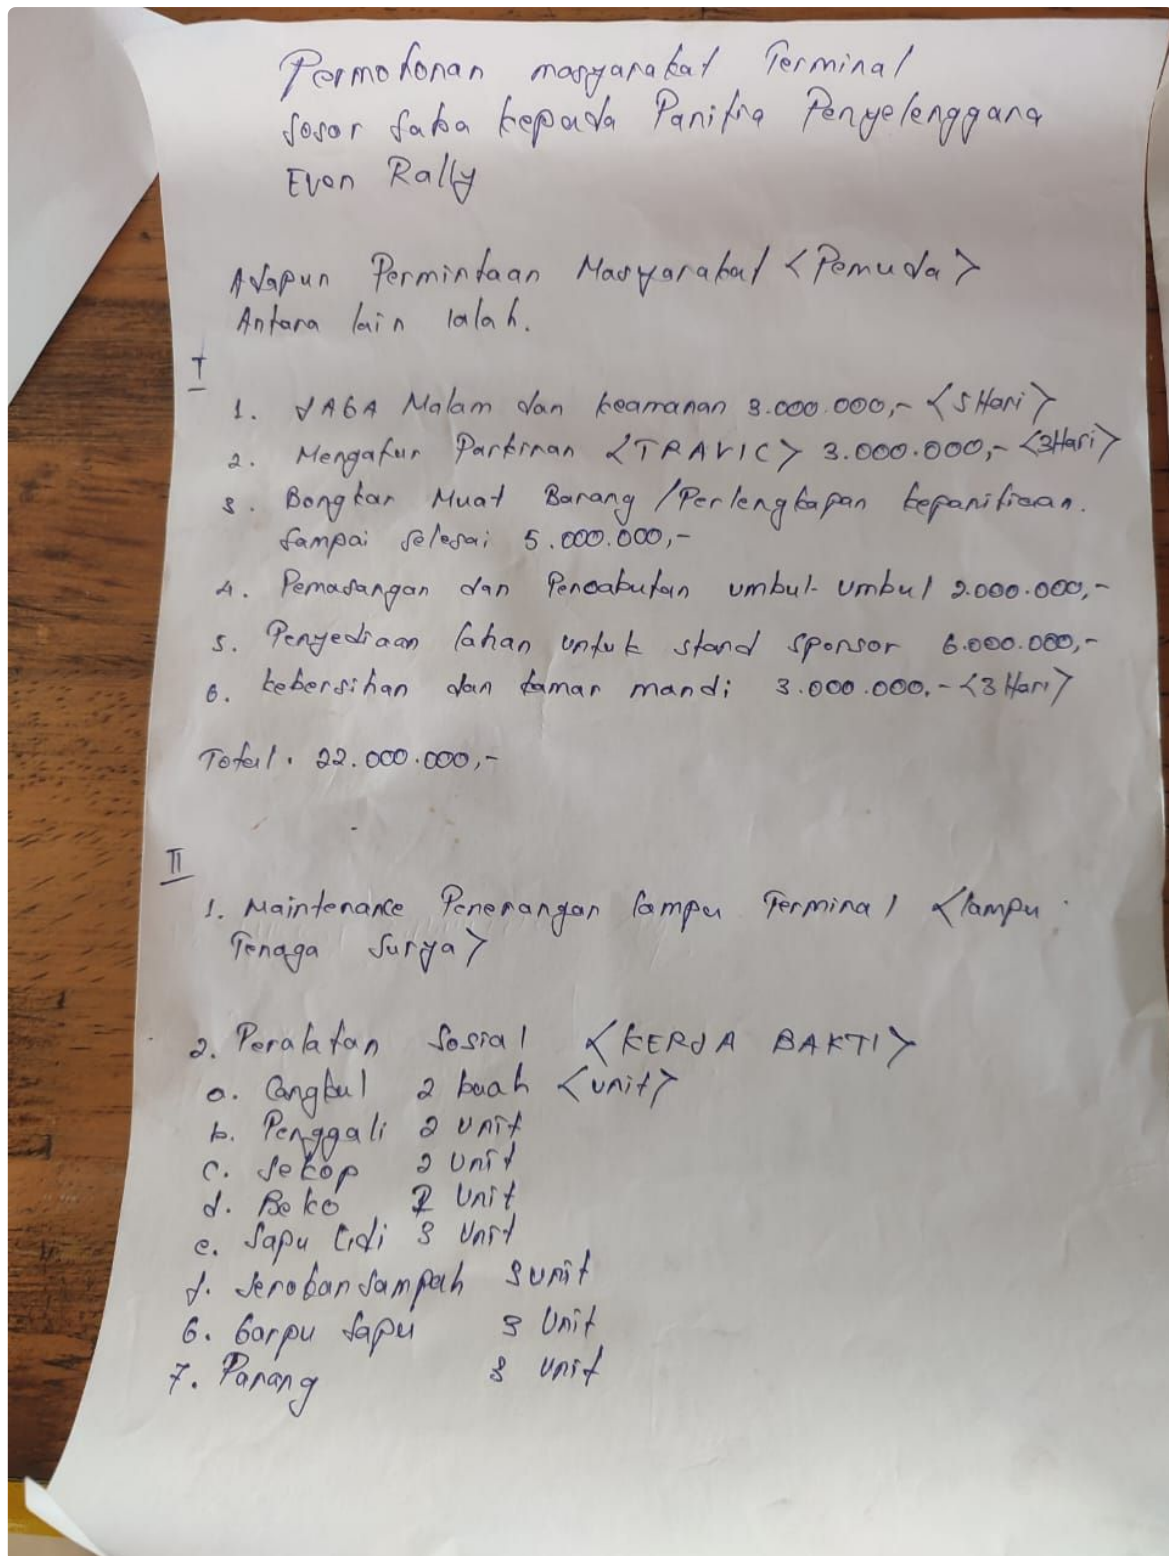 Permohonan masyarakat Terminal
Sosor Saba kepada Panitia Penyelenggara
Even Rally
Adapun Permintaan Masyarakat <Pemuda>
Antara lain Ialah.
I
1. JAGA Malam dan keamanan 3.000.000,- <5 Hari>
2. Mengatur Parkiran <TRAVIC> 3.000.000,- <3Hari>
3. Bongkar Muat Barang / Perlengkapan kepanitiaan.
Sampai Selesai 5.000.000,-
4. Pemasangan dan Pencabutan umbul-umbul 2.000.000,-
5. Penyediaan lahan untuk stand sponsor 6.000.000,-
6. kebersihan dan kamar mandi 3.000.000.- <3 Hari>
Total. 22.000.000,-
II
1. Maintenance Penerangan lampu Terminal <lampu
Tenaga Surya>
2. Peralatan Sosial <KERJA BAKTI>
a. Cangkul 2 buah <unit>
b. Penggali 2 unit
c. Sekop 2 Unit
d. Beko Unit
e. Sapu Lidi 3 Unit
f. Serokan Sampah 3 unit
6. Garpu Sapu 3 Unit
7. Parang 3 unit